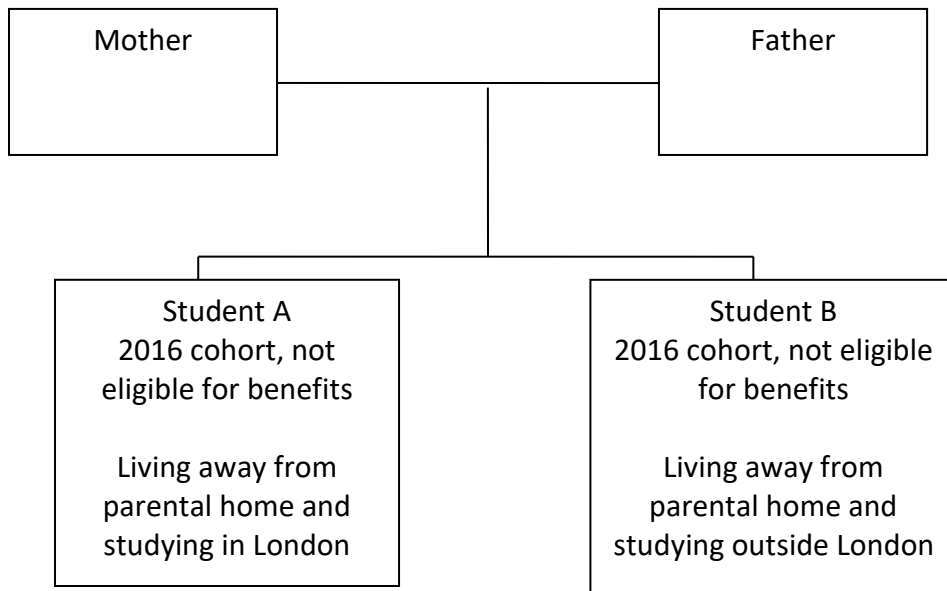 Mother
Father
Student A
2016 cohort, not
eligible for benefits
Living away from
parental home and
studying in London
Student B
2016 cohort, not eligible
for benefits
Living away from
parental home and
studying outside London